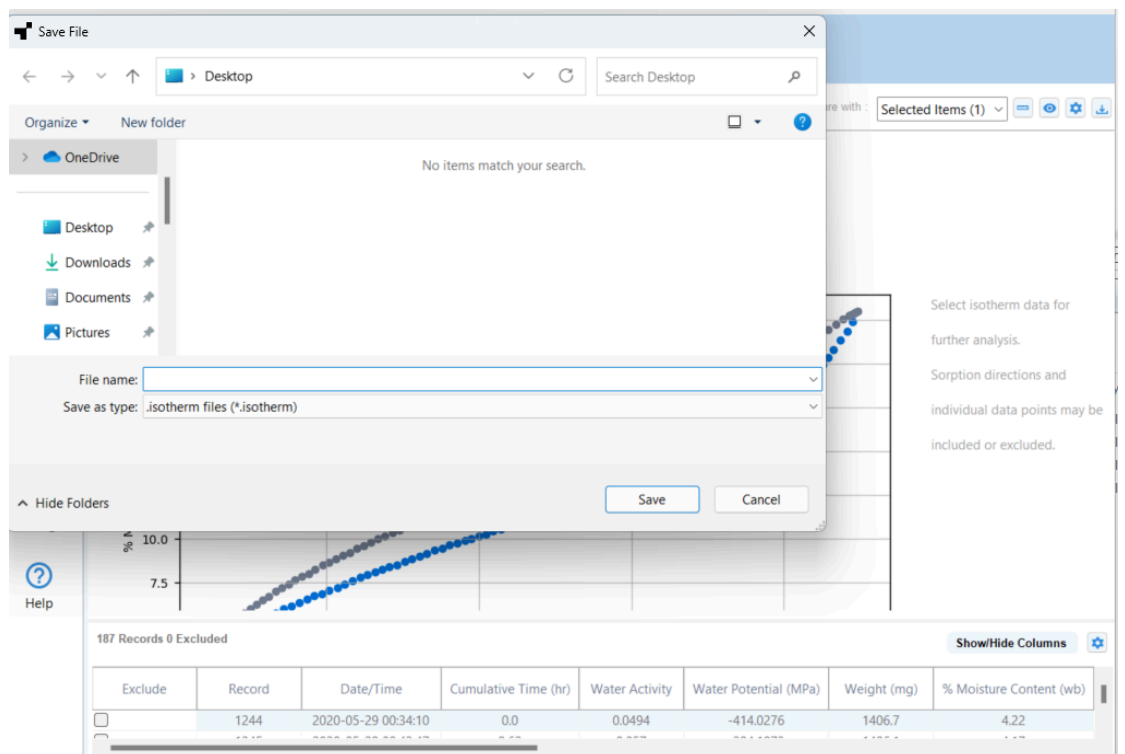 Save File
Desktop
Search Desktop
Organize
New folder
with :
Selected Items (1)
OneDrive
No items match your search.
Desktop
Downloads
Documents
Pictures
Select isotherm data for
further analysis.
Sorption directions and
individual data points may be
included or excluded.
File name:
Save as type: .isotherm files (*.isotherm)
Hide Folders
Save
Cancel
10.0
7.5
Help
187 Records 0 Excluded
Show/Hide Columns
Exclude Record Date/Time Cumulative Time (hr) Water Activity Water Potential (MPa) Weight (mg) % Moisture Content (wb)
1244 2020-05-29 00:34:10 0.0 0.0494 -414.0276 1406.7 4.22